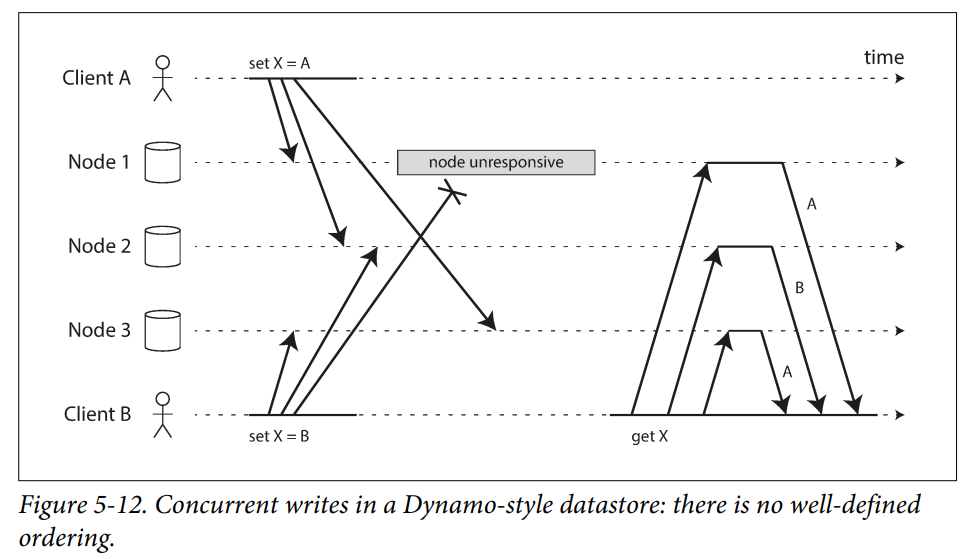 set X = A
time
Client A
Node 1
node unresponsive
A
Node 2
B
Node 3
A
Client B
set X = B
get X
Figure 5-12. Concurrent writes in a Dynamo-style datastore: there is no well-defined
ordering.